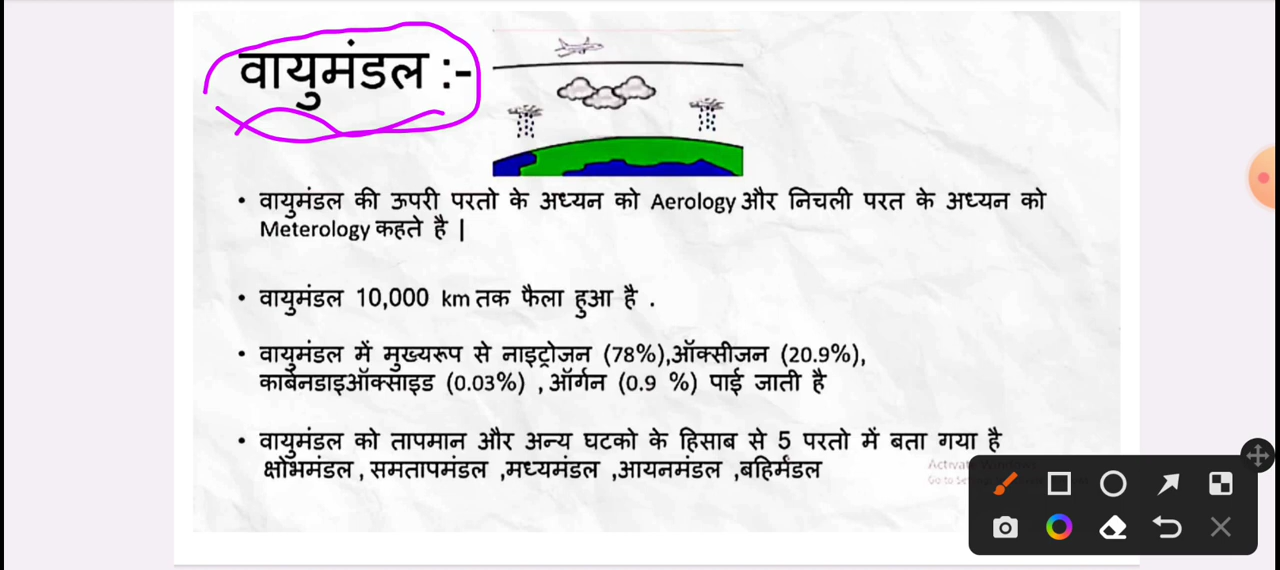 वायुमंडल :-
• वायुमंडल की ऊपरी परतो के अध्यन को Aerology और निचली परत के अध्यन को
Meterology कहते है |
• वायुमंडल 10,000 km तक फैला हुआ है .
• वायुमंडल में मुख्यरूप से नाइट्रोजन (78%),ऑक्सीजन (20.9%),
कार्बनडाइऑक्साइड (0.03%) ,ऑर्गन (0.9 %) पाई जाती है
• वायुमंडल को तापमान और अन्य घटको के हिसाब से 5 परतो में बता गया है
क्षोभमंडल , समतापमंडल ,मध्यमंडल ,आयनमंडल ,बहिर्मंडल